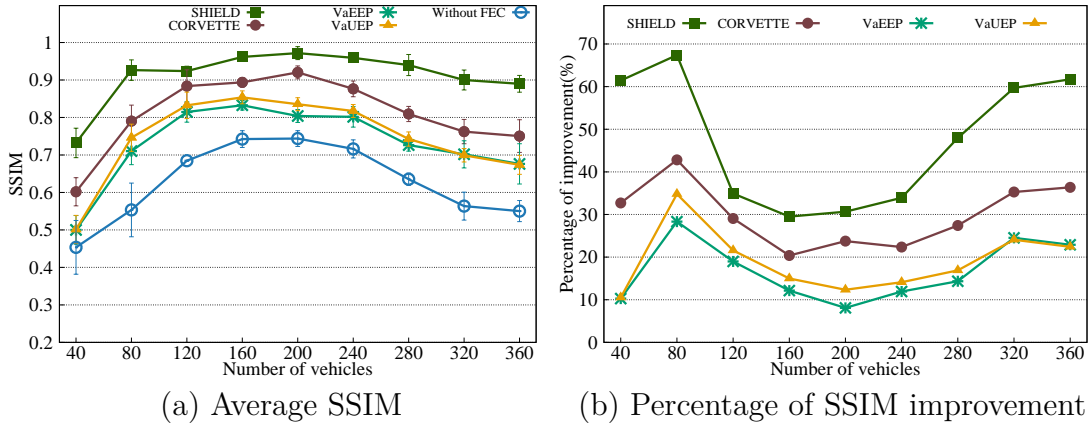 SHIELD VaEEP Without FEC
CORVETTE VaUEP
1
0.9
0.8
0.7
0.6
0.5
0.4
0.3
0.2
SSIM
40 80 120 160 200 240 280 320 360
Number of vehicles
(a) Average SSIM
SHIELD CORVETTE VaEEP VaUEP
70
60
50
40
30
20
10
0
Percentage of improvement(%)
40 80 120 160 200 240 280 320 360
Number of vehicles
(b) Percentage of SSIM improvement